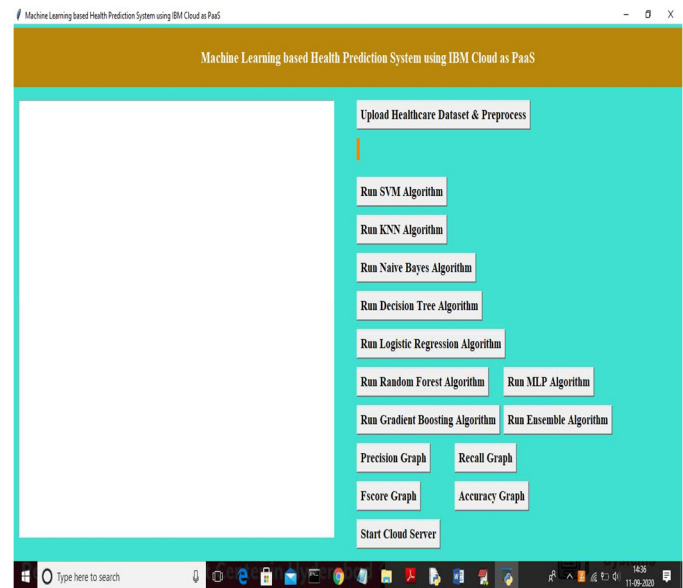 Machine Learning based Health Prediction System using IBM Cloud as PaaS
Machine Learning based Health Prediction System using IBM Cloud as PaaS
Upload Healthcare Dataset & Preprocess
Run SVM Algorithm
Run KNN Algorithm
Run Naive Bayes Algorithm
Run Decision Tree Algorithm
Run Logistic Regression Algorithm
Run Random Forest Algorithm Run MLP Algorithm
Run Gradient Boosting Algorithm Run Ensemble Algorithm
Precision Graph Recall Graph
Fscore Graph Accuracy Graph
Start Cloud Server
Type here to search
14:36
11-09-2020